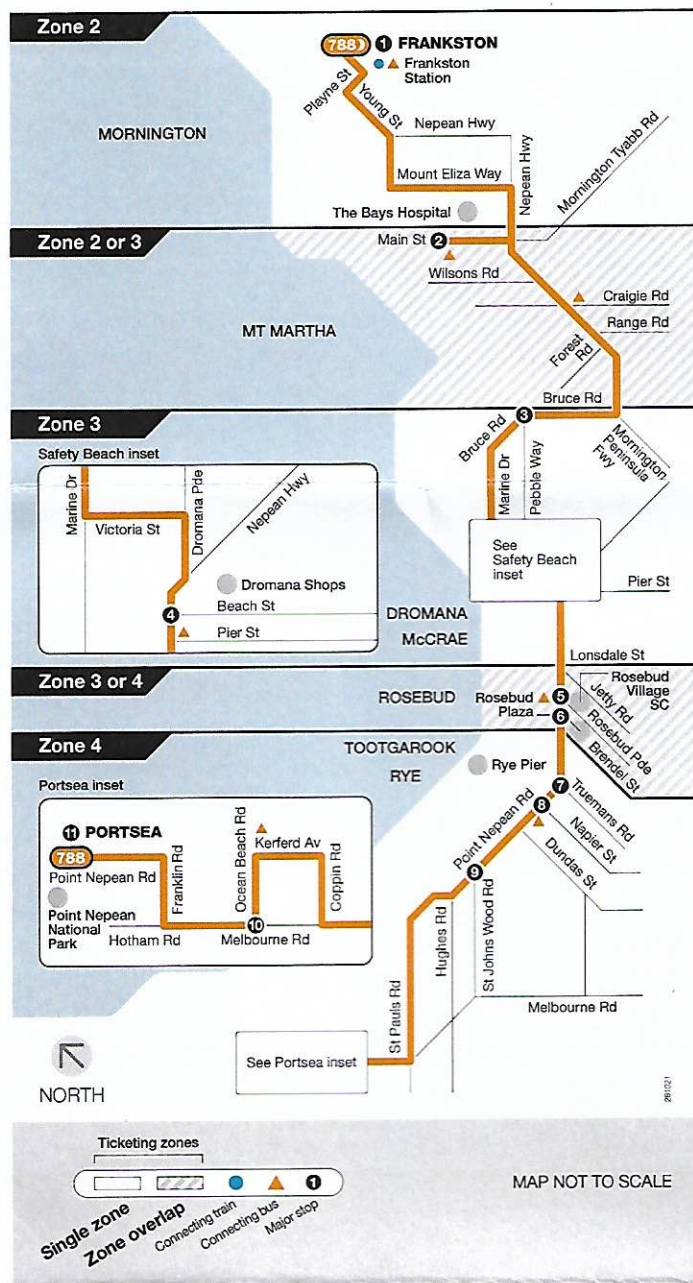 Zone 2
788
1 FRANKSTON
Frankston
Station
Playne St
Young St
Nepean Hwy
MORNINGTON
Mount Eliza Way
Nepean Hwy
Mornington Tyabb Rd
The Bays Hospital
Zone 2 or 3
Main St 2
Wilsons Rd
Craigie Rd
Range Rd
MT MARTHA
Forest Rd
Bruce Rd
Zone 3
3
Bruce Rd
Marine Dr
Pebble Way
Mornington
Peninsula
Fwy
Safety Beach inset
Marine Dr
Victoria St
Dromana Pde
Nepean Hwy
Dromana Shops
4
Beach St
Pier St
See
Safety Beach
inset
Pier St
DROMANA
McCRAE
Lonsdale St
Zone 3 or 4
ROSEBUD
Rosebud
Plaza
5
6
Jetty Rd
Rosebud
Village
SC
Rosebud Pde
Brendel St
Zone 4
TOOTGAROOK
RYE
Rye Pier
7
Truemans Rd
8
Napier St
Point Nepean Rd
Dundas St
9
Portsea inset
11 PORTSEA
788
Point Nepean Rd
Point Nepean
National
Park
Franklin Rd
Hotham Rd
Ocean Beach Rd
Kerferd Av
Coppin Rd
10
Melbourne Rd
Hughes Rd
St Johns Wood Rd
St Pauls Rd
Melbourne Rd
See Portsea inset
NORTH
281021
Ticketing zones
1
Single zone
Zone overlap
Connecting train
Connecting bus
Major stop
MAP NOT TO SCALE